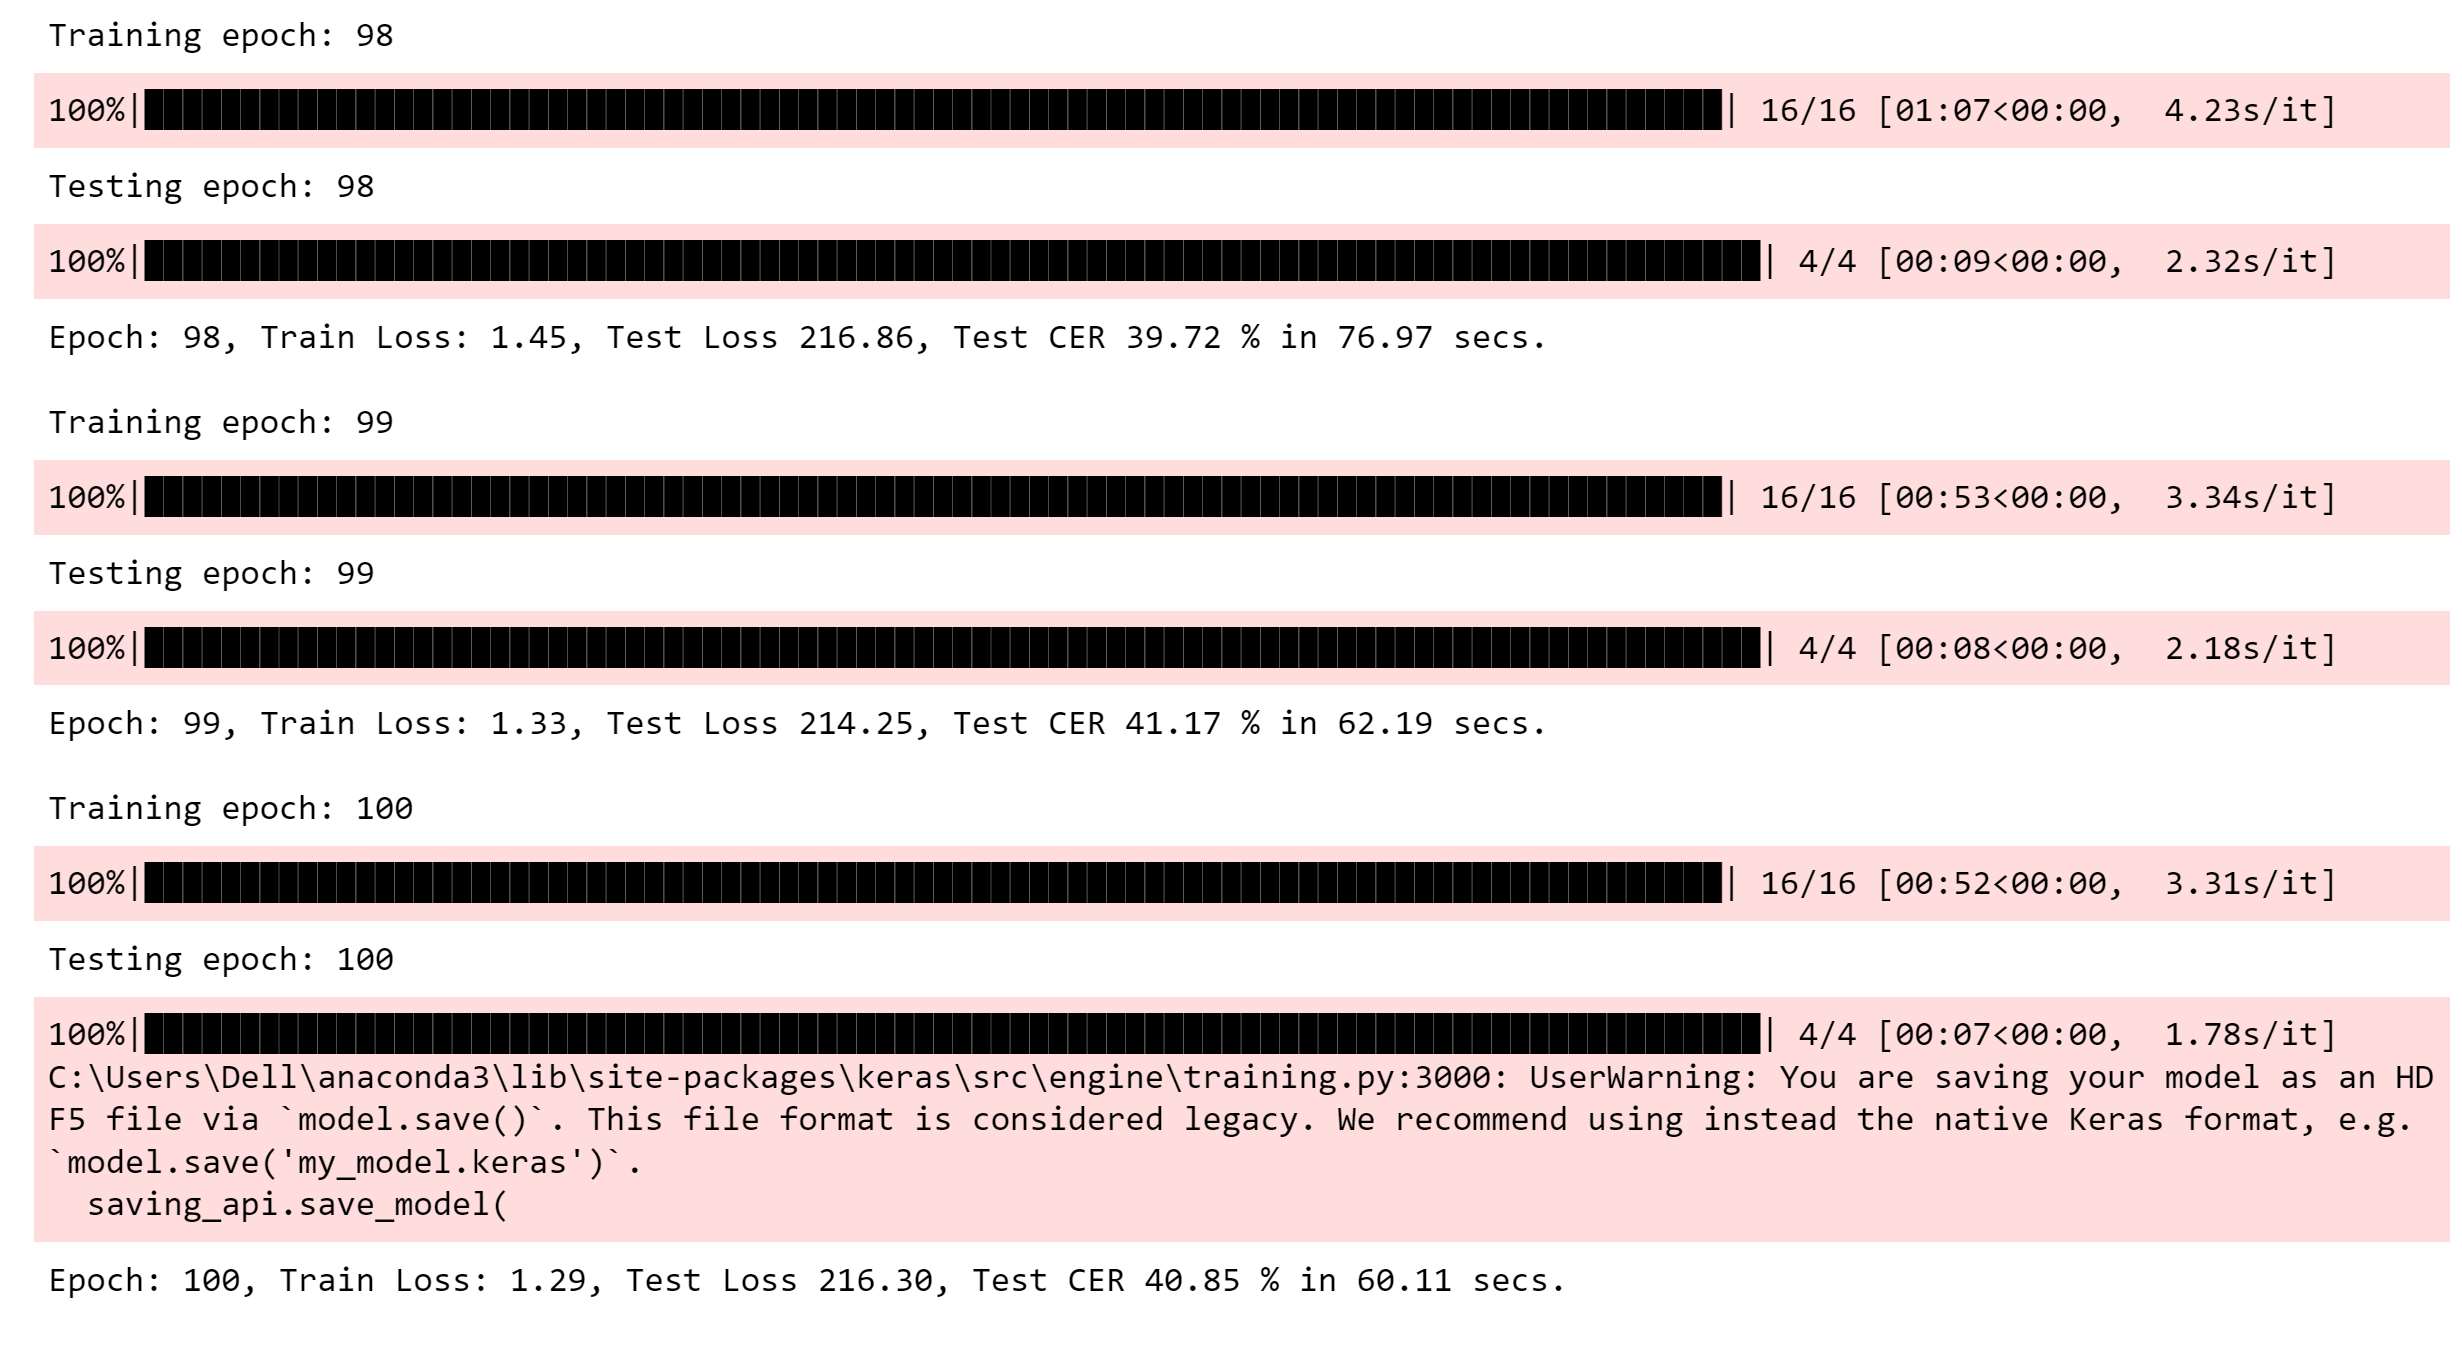 Training epoch: 98
100%|██████████| 16/16 [01:07<00:00,  4.23s/it]
Testing epoch: 98
100%|██████████| 4/4 [00:09<00:00,  2.32s/it]
Epoch: 98, Train Loss: 1.45, Test Loss 216.86, Test CER 39.72 % in 76.97 secs.
Training epoch: 99
100%|██████████| 16/16 [00:53<00:00,  3.34s/it]
Testing epoch: 99
100%|██████████| 4/4 [00:08<00:00,  2.18s/it]
Epoch: 99, Train Loss: 1.33, Test Loss 214.25, Test CER 41.17 % in 62.19 secs.
Training epoch: 100
100%|██████████| 16/16 [00:52<00:00,  3.31s/it]
Testing epoch: 100
100%|██████████| 4/4 [00:07<00:00,  1.78s/it]
C:\Users\Dell\anaconda3\lib\site-packages\keras\src\engine\training.py:3000: UserWarning: You are saving your model as an HD
F5 file via `model.save()`. This file format is considered legacy. We recommend using instead the native Keras format, e.g.
`model.save('my_model.keras')`.
  saving_api.save_model(
Epoch: 100, Train Loss: 1.29, Test Loss 216.30, Test CER 40.85 % in 60.11 secs.